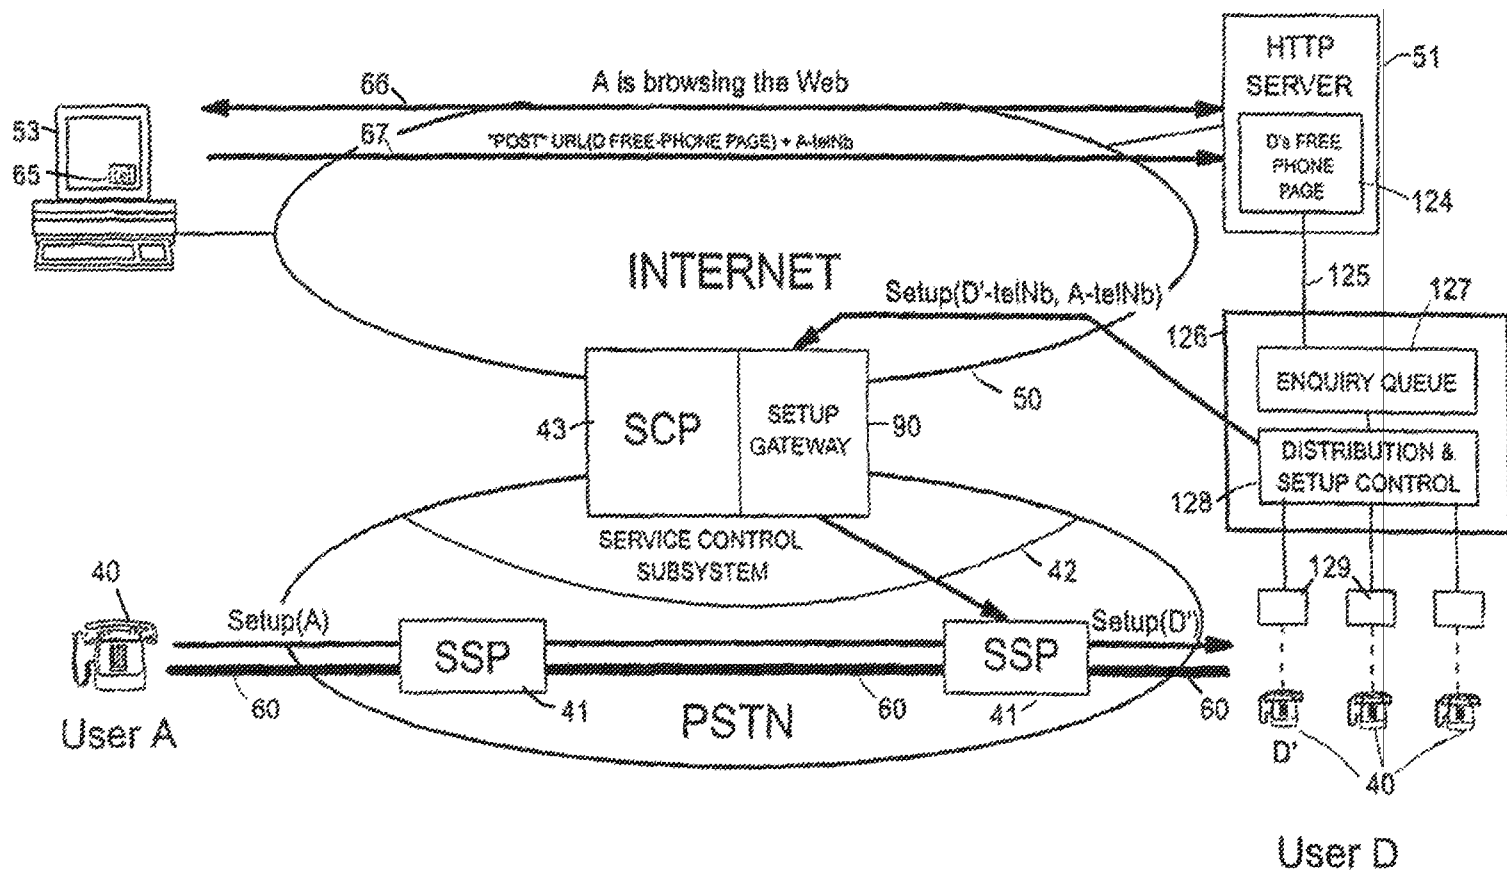 HTTP
SERVER
51
66
A is browsing the Web
53
67
"POST" URL(D FREE-PHONE PAGE) + A-telNb
D's FREE
PHONE
PAGE
65
124
INTERNET
Setup(D'-telNb, A-telNb)
125
127
126
ENQUIRY QUEUE
50
43
SCP
SETUP
GATEWAY
90
DISTRIBUTION &
SETUP CONTROL
128
SERVICE CONTROL
SUBSYSTEM
42
129
40
Setup(A)
SSP
SSP
Setup(D')
60
41
60
41
60
User A
PSTN
D'
40
User D